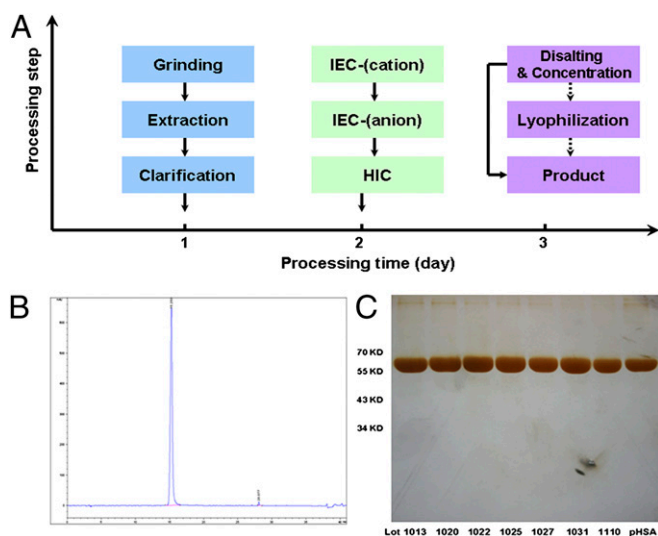 A
Processing step
Grinding
Extraction
Clarification
IEC-(cation)
IEC-(anion)
HIC
Disalting
& Concentration
Lyophilization
Product
1 2 3
Processing time (day)
B
C
70 KD
55 KD
43 KD
34 KD
Lot 1013 1020 1022 1025 1027 1031 1110 pHSA